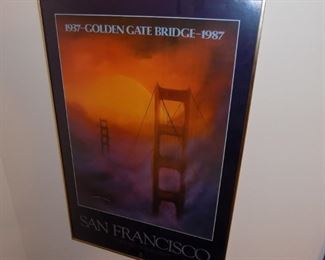 1937–GOLDEN GATE BRIDGE–1987
SAN FRANCISCO